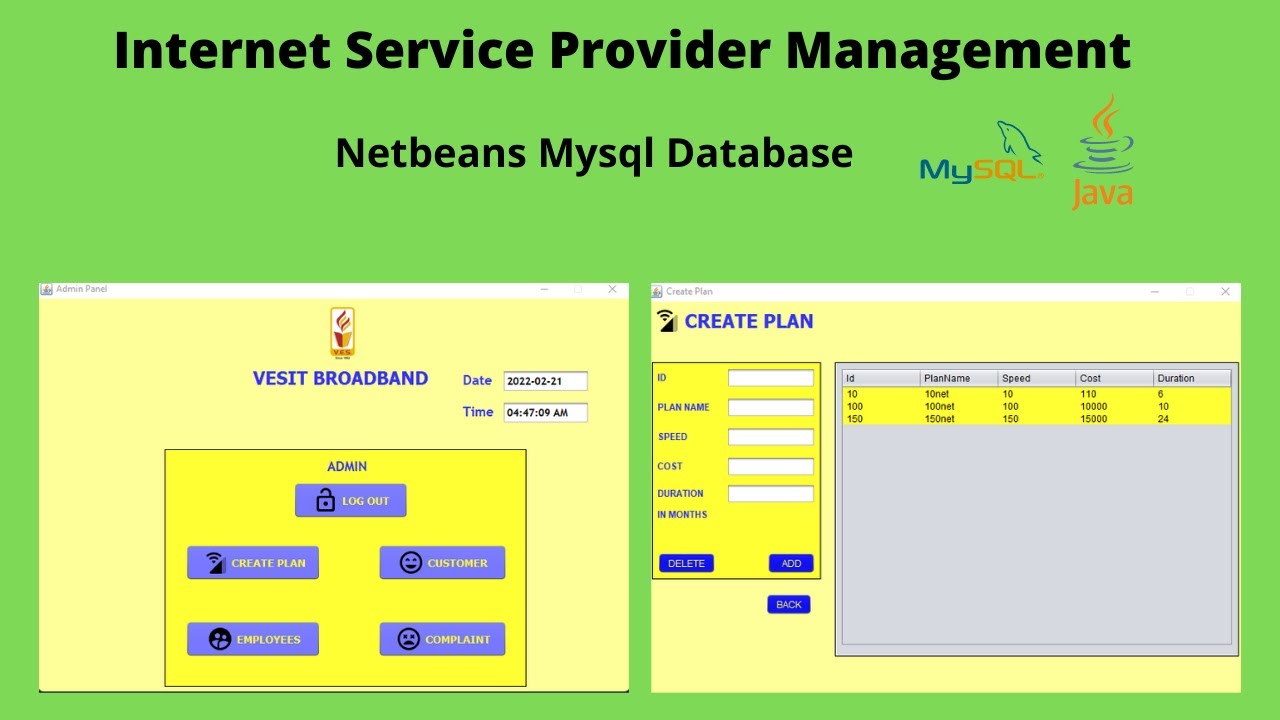 Internet Service Provider Management
Netbeans Mysql Database
MySQL®
Java
Admin Panel
V.E.S.
VESIT BROADBAND
Date 2022-02-21
Time 04:47:09 AM
ADMIN
LOG OUT
CREATE PLAN CUSTOMER
EMPLOYEES COMPLAINT
Create Plan
CREATE PLAN
ID
PLAN NAME
SPEED
COST
DURATION
IN MONTHS
DELETE ADD
BACK
Id PlanName Speed Cost Duration
10 10net 10 110 6
100 100net 100 10000 10
150 150net 150 15000 24